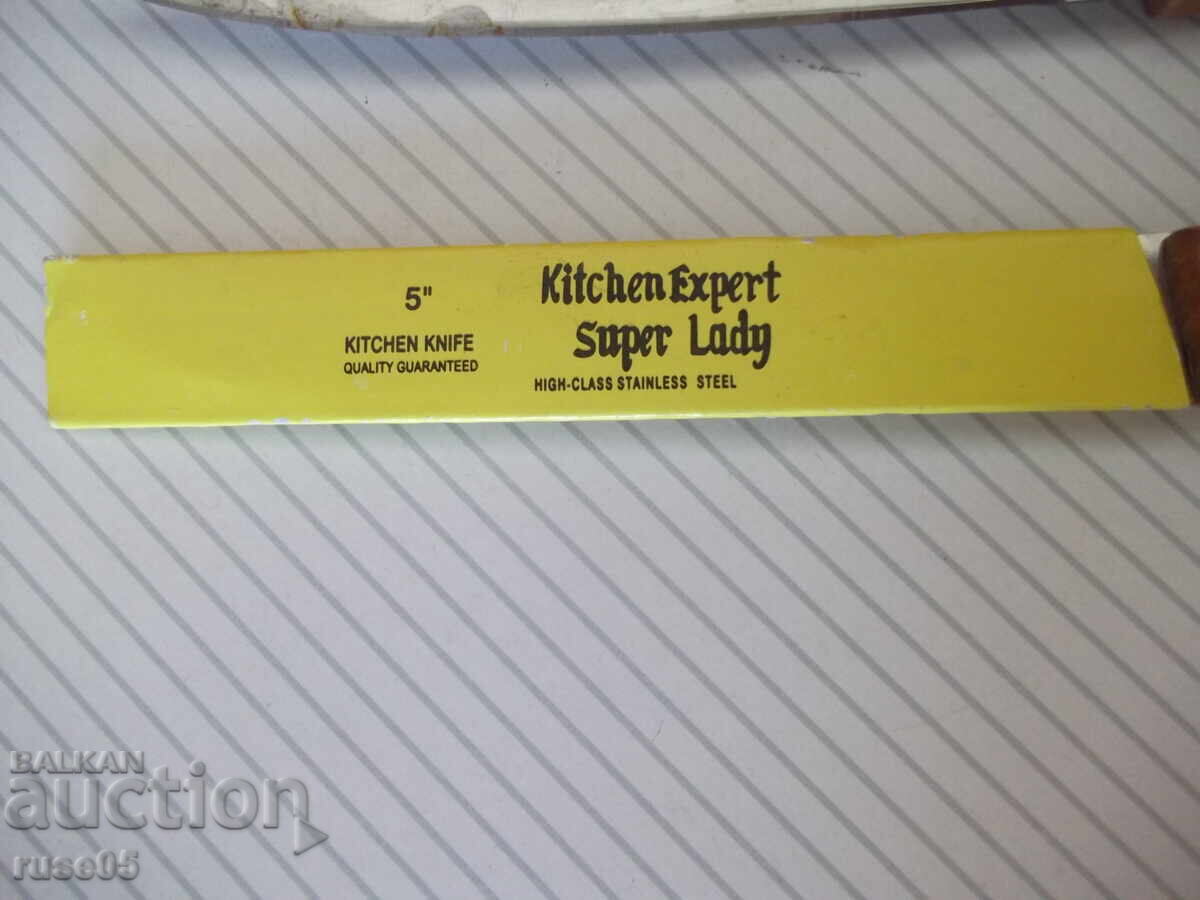 5"
KITCHEN KNIFE
QUALITY GUARANTEED
Kitchen Expert
Super Lady
HIGH-CLASS STAINLESS STEEL
BALKAN
auction
ruse05